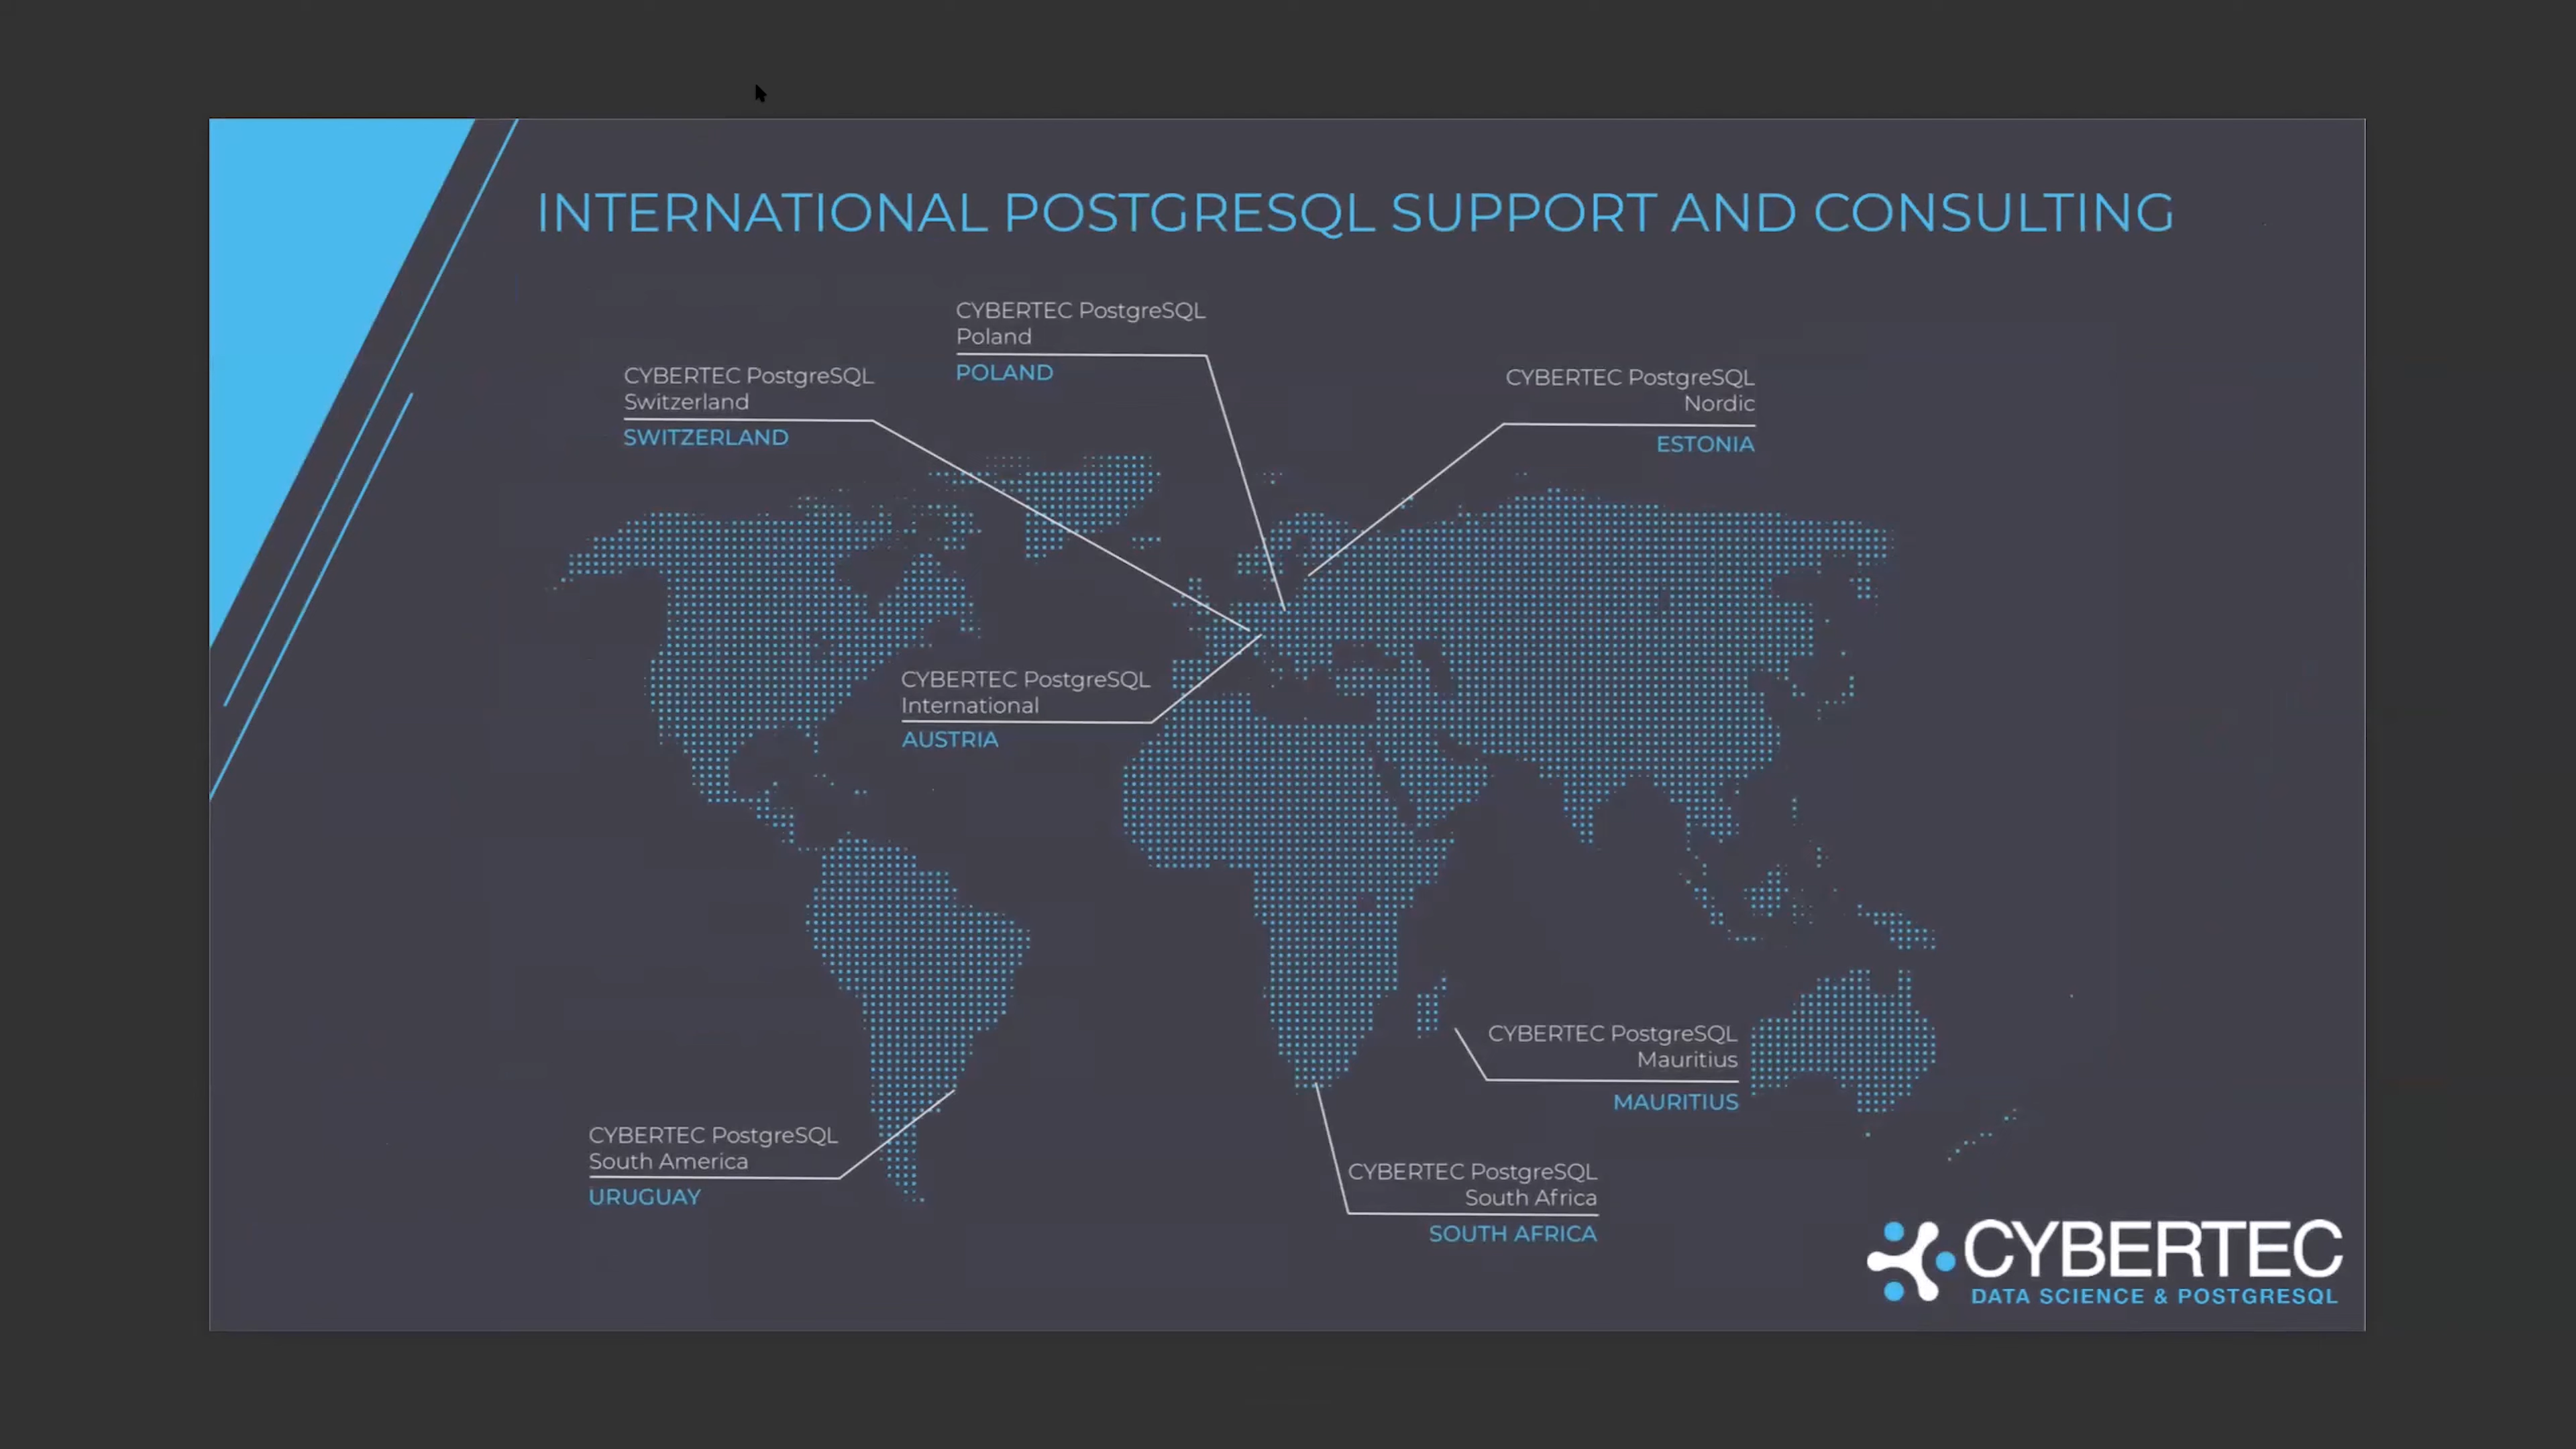 INTERNATIONAL POSTGRESQL SUPPORT AND CONSULTING
CYBERTEC PostgreSQL
Poland
POLAND
CYBERTEC PostgreSQL
Switzerland
SWITZERLAND
CYBERTEC PostgreSQL
Nordic
ESTONIA
CYBERTEC PostgreSQL
International
AUSTRIA
CYBERTEC PostgreSQL
Mauritius
MAURITIUS
CYBERTEC PostgreSQL
South America
URUGUAY
CYBERTEC PostgreSQL
South Africa
SOUTH AFRICA
CYBERTEC
DATA SCIENCE & POSTGRESQL